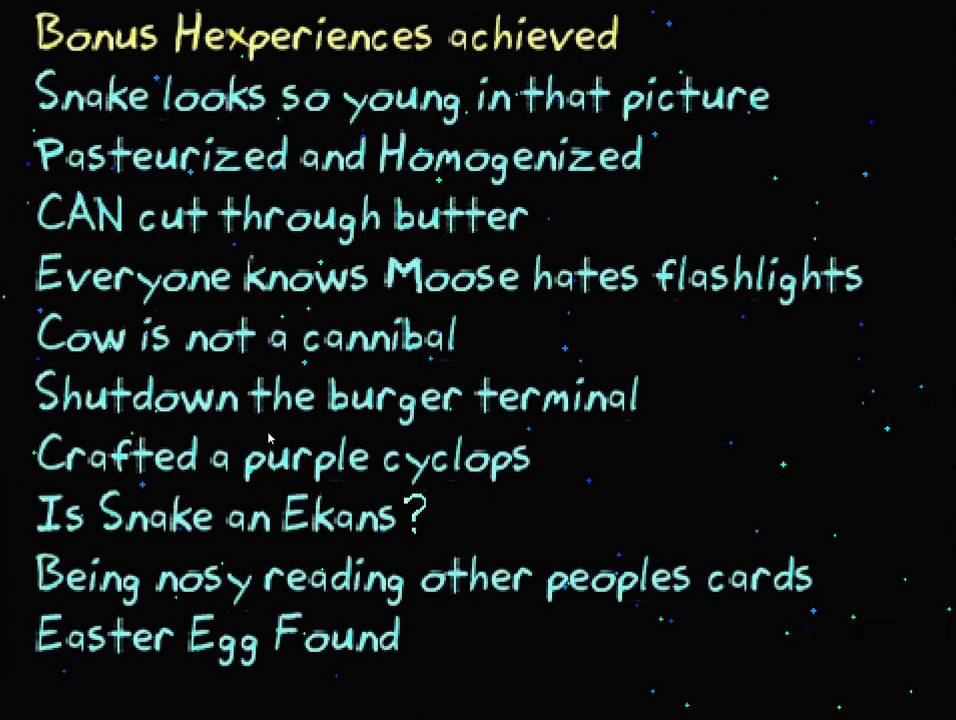 Bonus Hexperiences achieved
Snake looks so young in that picture
Pasteurized and Homogenized
CAN cut through butter
Everyone knows Moose hates flashlights
Cow is not a cannibal
Shutdown the burger terminal
Crafted a purple cyclops
Is Snake an Ekans?
Being nosy reading other peoples cards
Easter Egg Found